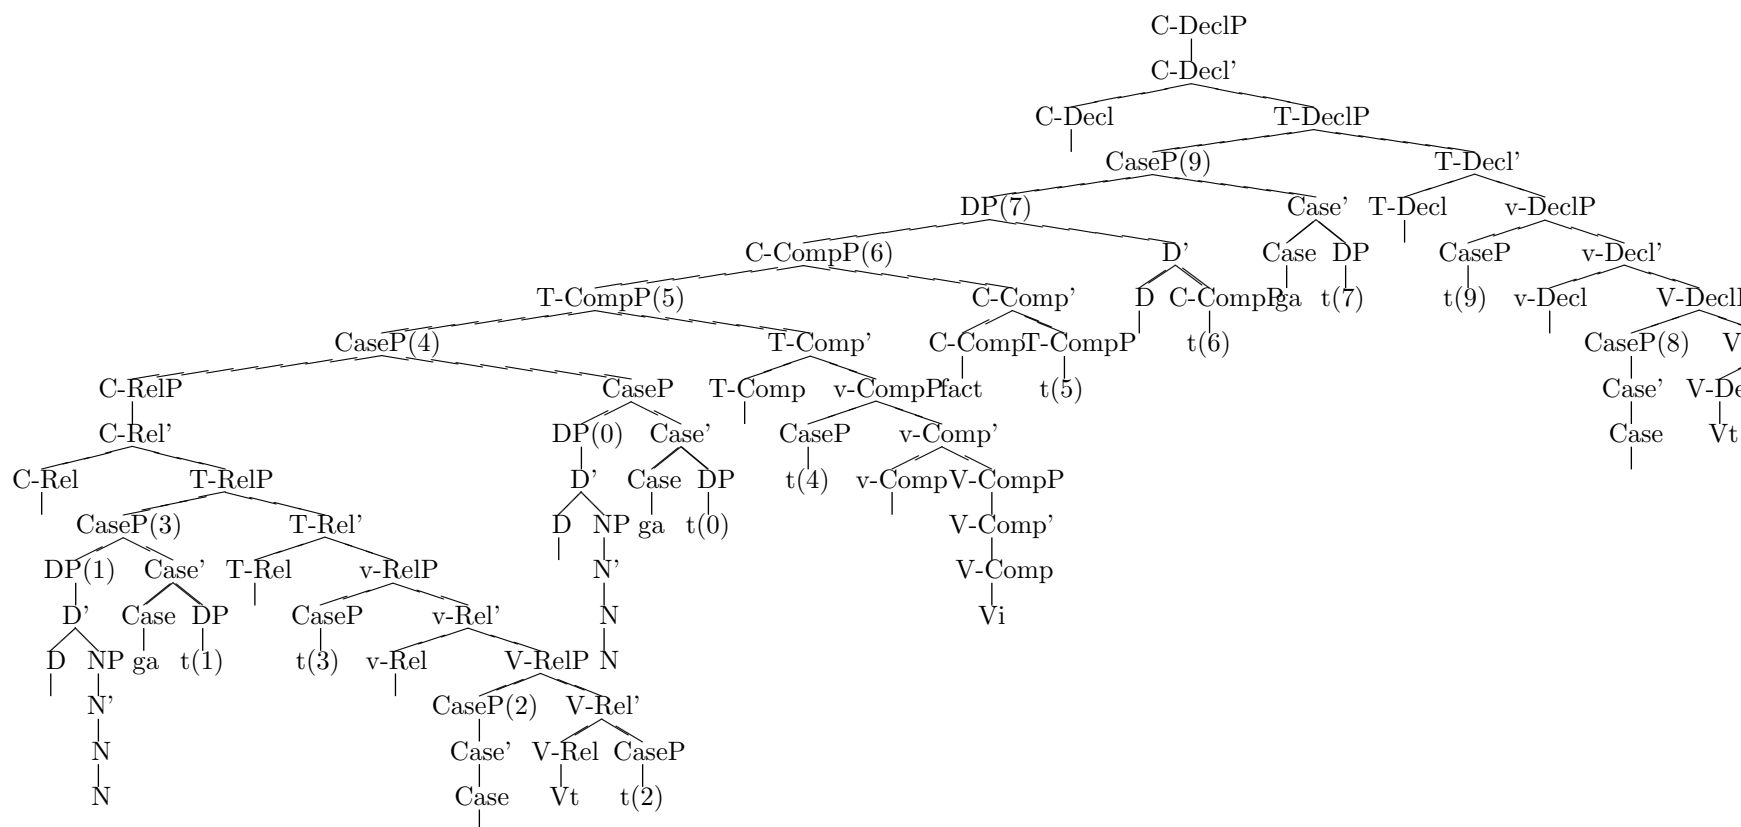 C-DeclP
C-Decl'
C-Decl T-DeclP
CaseP(9) T-Decl'
DP(7) Case' T-Decl v-DeclP
C-CompP(6) D' Case DP CaseP v-Decl'
T-CompP(5) C-Comp' D C-CompP ga t(7) t(9) v-Decl V-DeclP
CaseP(4) T-Comp' C-Comp T-CompP t(6) CaseP(8) V
C-RelP CaseP T-Comp v-CompP fact t(5) Case' V-De
C-Rel' DP(0) Case' CaseP v-Comp' Case Vt
C-Rel T-RelP D' Case DP t(4) v-Comp V-CompP
CaseP(3) T-Rel' D NP ga t(0) V-Comp'
DP(1) Case' T-Rel v-RelP N' V-Comp
D' Case DP CaseP v-Rel' N Vi
D NP ga t(1) t(3) v-Rel V-RelP N
N' CaseP(2) V-Rel'
N Case' V-Rel CaseP
N Case Vt t(2)